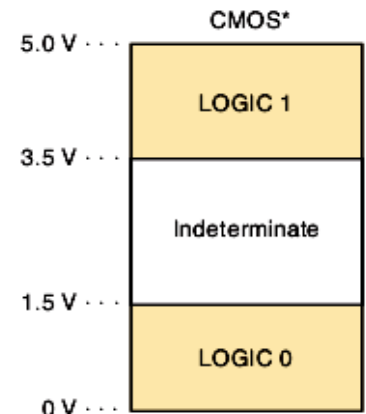 CMOS*
5.0 V · · ·
LOGIC 1
3.5 V · · ·
Indeterminate
1.5 V · · ·
LOGIC 0
0 V · · ·